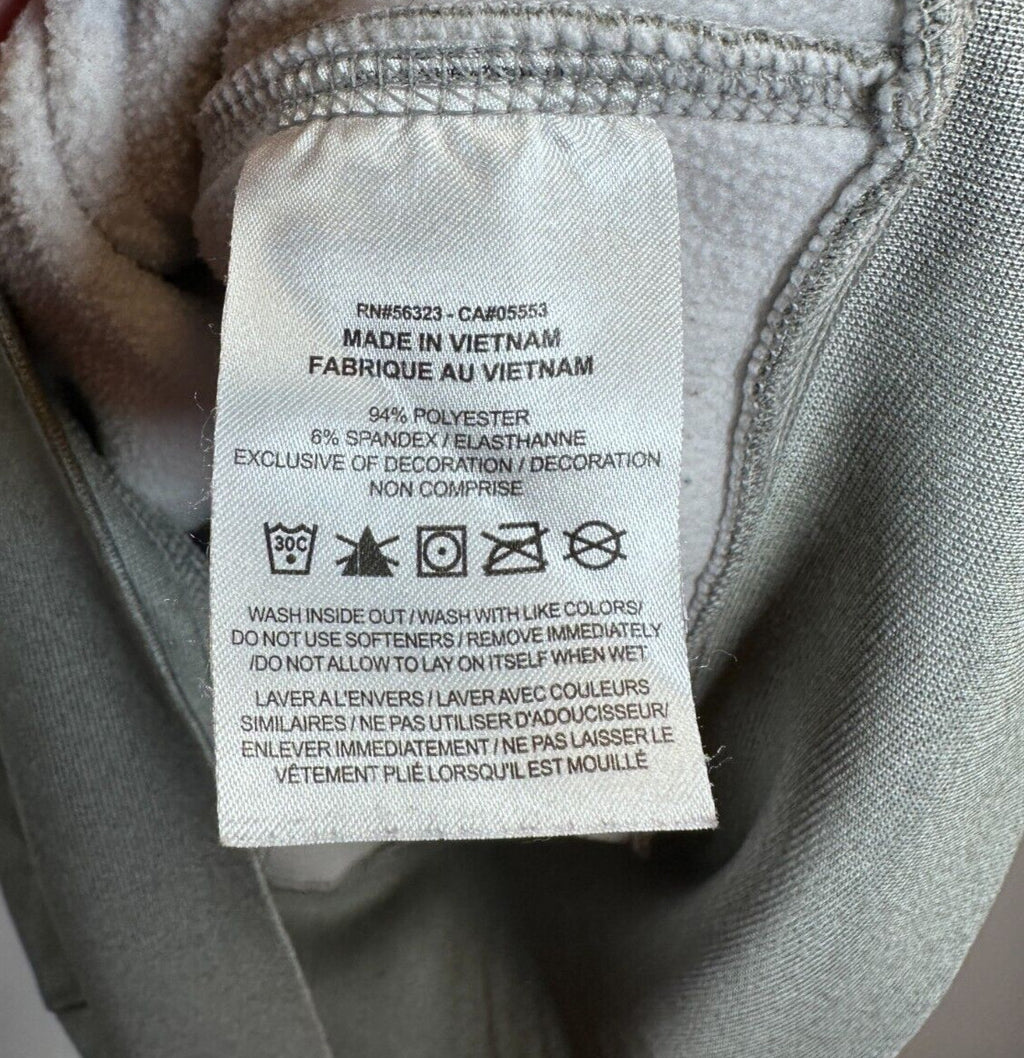 RN#56323 - CA#05553
MADE IN VIETNAM
FABRIQUE AU VIETNAM
94% POLYESTER
6% SPANDEX / ELASTHANNE
EXCLUSIVE OF DECORATION / DECORATION
NON COMPRISE
30C
WASH INSIDE OUT / WASH WITH LIKE COLORS/
DO NOT USE SOFTENERS / REMOVE IMMEDIATELY
/DO NOT ALLOW TO LAY ON ITSELF WHEN WET
LAVER A L'ENVERS / LAVER AVEC COULEURS
SIMILAIRES / NE PAS UTILISER D'ADOUCISSEUR/
ENLEVER IMMEDIATEMENT / NE PAS LAISSER LE
VÊTEMENT PLIÉ LORSQU'IL EST MOUILLÉ